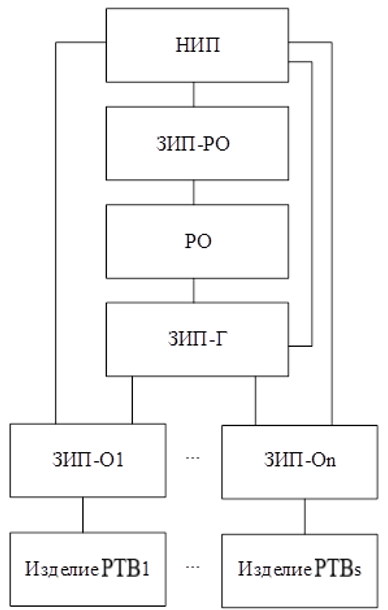 НИП
ЗИП-РО
РО
ЗИП-Г
ЗИП-О1 ... ЗИП-Оn
Изделие РТВ1 ... Изделие РТВs